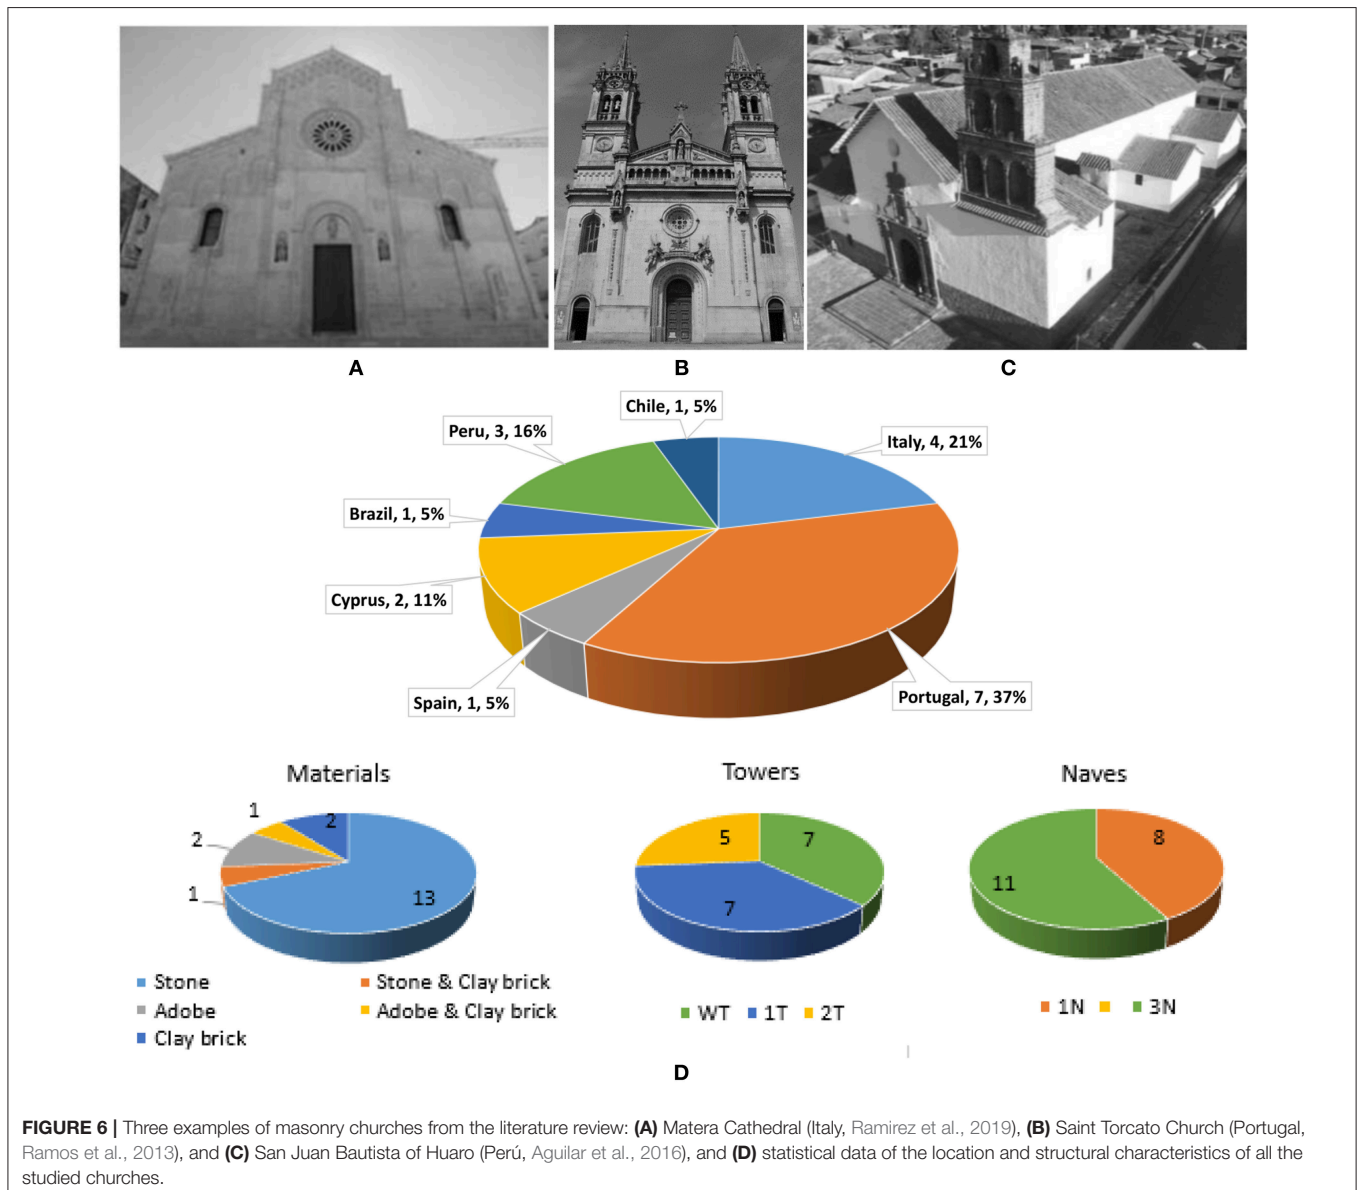 A
B
C
Chile, 1, 5%
Peru, 3, 16%
Italy, 4, 21%
Brazil, 1, 5%
Cyprus, 2, 11%
Spain, 1, 5%
Portugal, 7, 37%
Materials
1
2
2
1
13
Stone
Stone & Clay brick
Adobe
Adobe & Clay brick
Clay brick
Towers
5
7
7
WT 1T 2T
Naves
8
11
1N 3N
D
FIGURE 6 | Three examples of masonry churches from the literature review: (A) Matera Cathedral (Italy, Ramirez et al., 2019), (B) Saint Torcato Church (Portugal,
Ramos et al., 2013), and (C) San Juan Bautista of Huaro (Perú, Aguilar et al., 2016), and (D) statistical data of the location and structural characteristics of all the
studied churches.